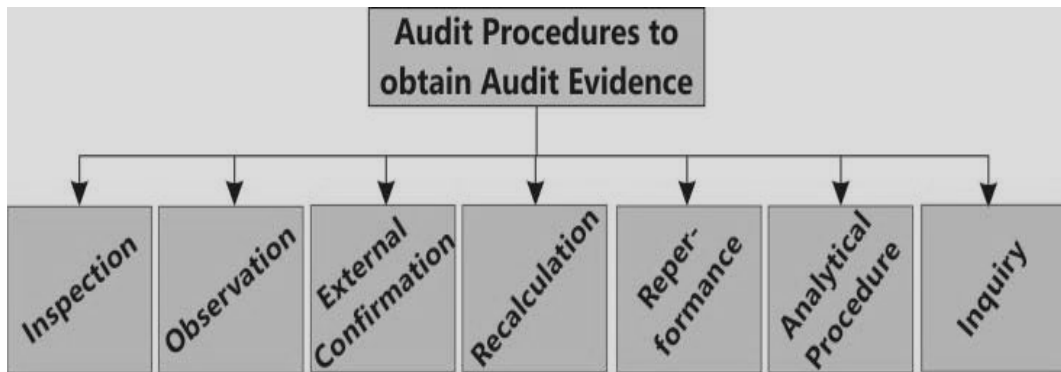 Audit Procedures to
obtain Audit Evidence
Inspection
Observation
External
Confirmation
Recalculation
Reper-
formance
Analytical
Procedure
Inquiry